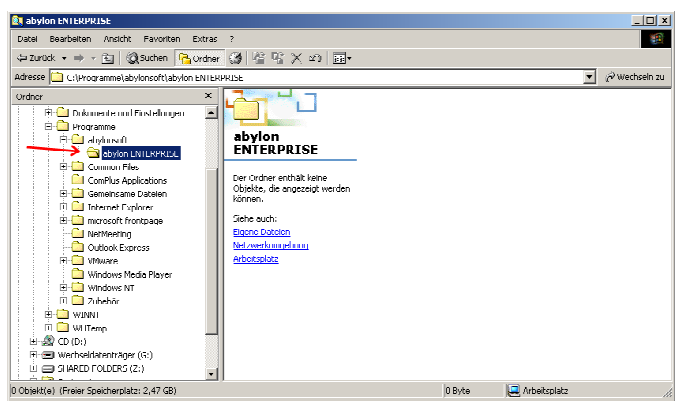 abylon ENTERPRISE
Datei Bearbeiten Ansicht Favoriten Extras ?
Zurück Suchen Ordner
Adresse C:\Programme\abylonsoft\abylon ENTERPRISE Wechseln zu
Ordner
Dokumente und Einstellungen
Programme
abylonsoft
abylon ENTERPRISE
Common Files
ComPlus Applications
Gemeinsame Dateien
Internet Explorer
microsoft frontpage
NetMeeting
Outlook Express
VMware
Windows Media Player
Windows NT
Zubehör
WINNT
WUTemp
CD (D:)
Wechseldatenträger (G:)
SHARED FOLDERS (Z:)
abylon
ENTERPRISE
Der Ordner enthält keine
Objekte, die angezeigt werden
können.
Siehe auch:
Eigene Dateien
Netzwerkumgebung
Arbeitsplatz
0 Objekt(e) (Freier Speicherplatz: 2,47 GB) 0 Byte Arbeitsplatz